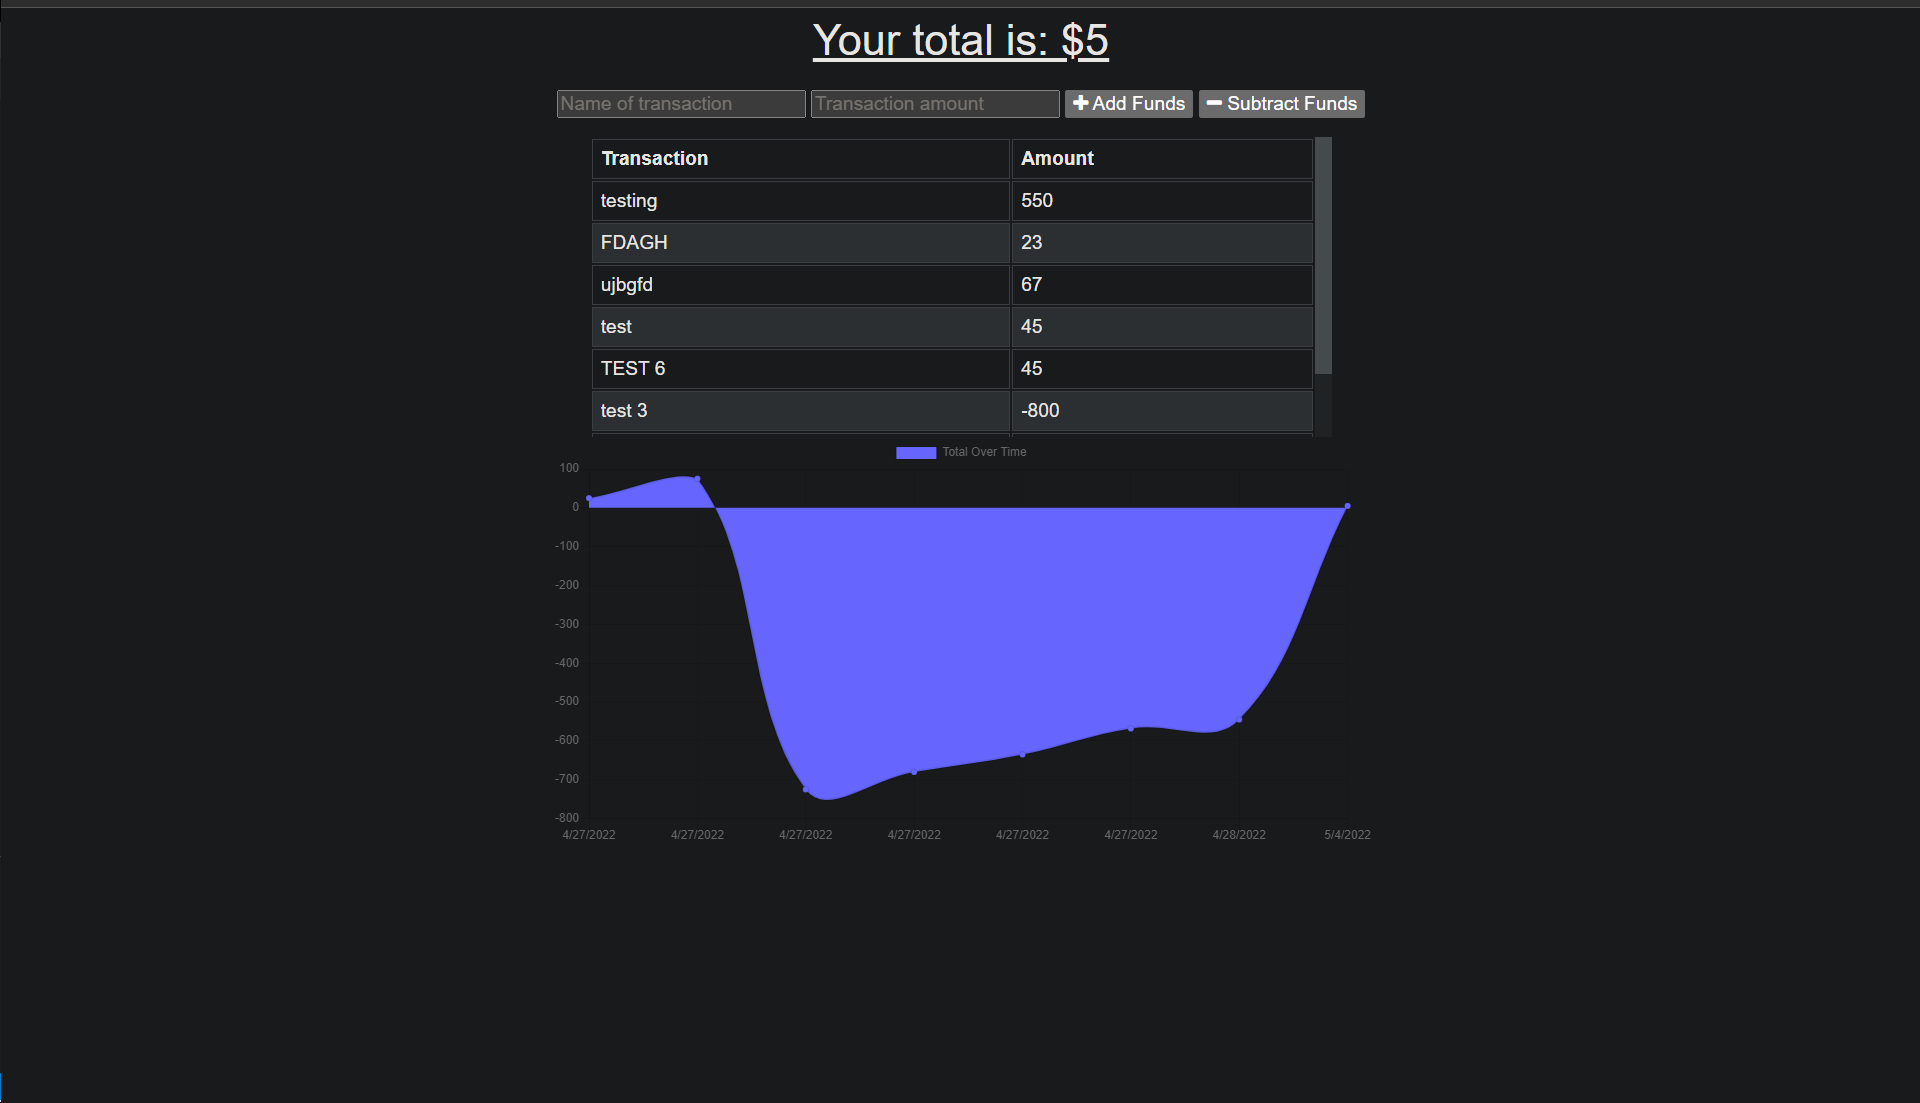 Your total is: $5
Name of transaction Transaction amount Add Funds Subtract Funds
Transaction Amount
testing 550
FDAGH 23
ujbgfd 67
test 45
TEST 6 45
test 3 -800
Total Over Time
100
0
-100
-200
-300
-400
-500
-600
-700
-800
4/27/2022 4/27/2022 4/27/2022 4/27/2022 4/27/2022 4/27/2022 4/28/2022 5/4/2022